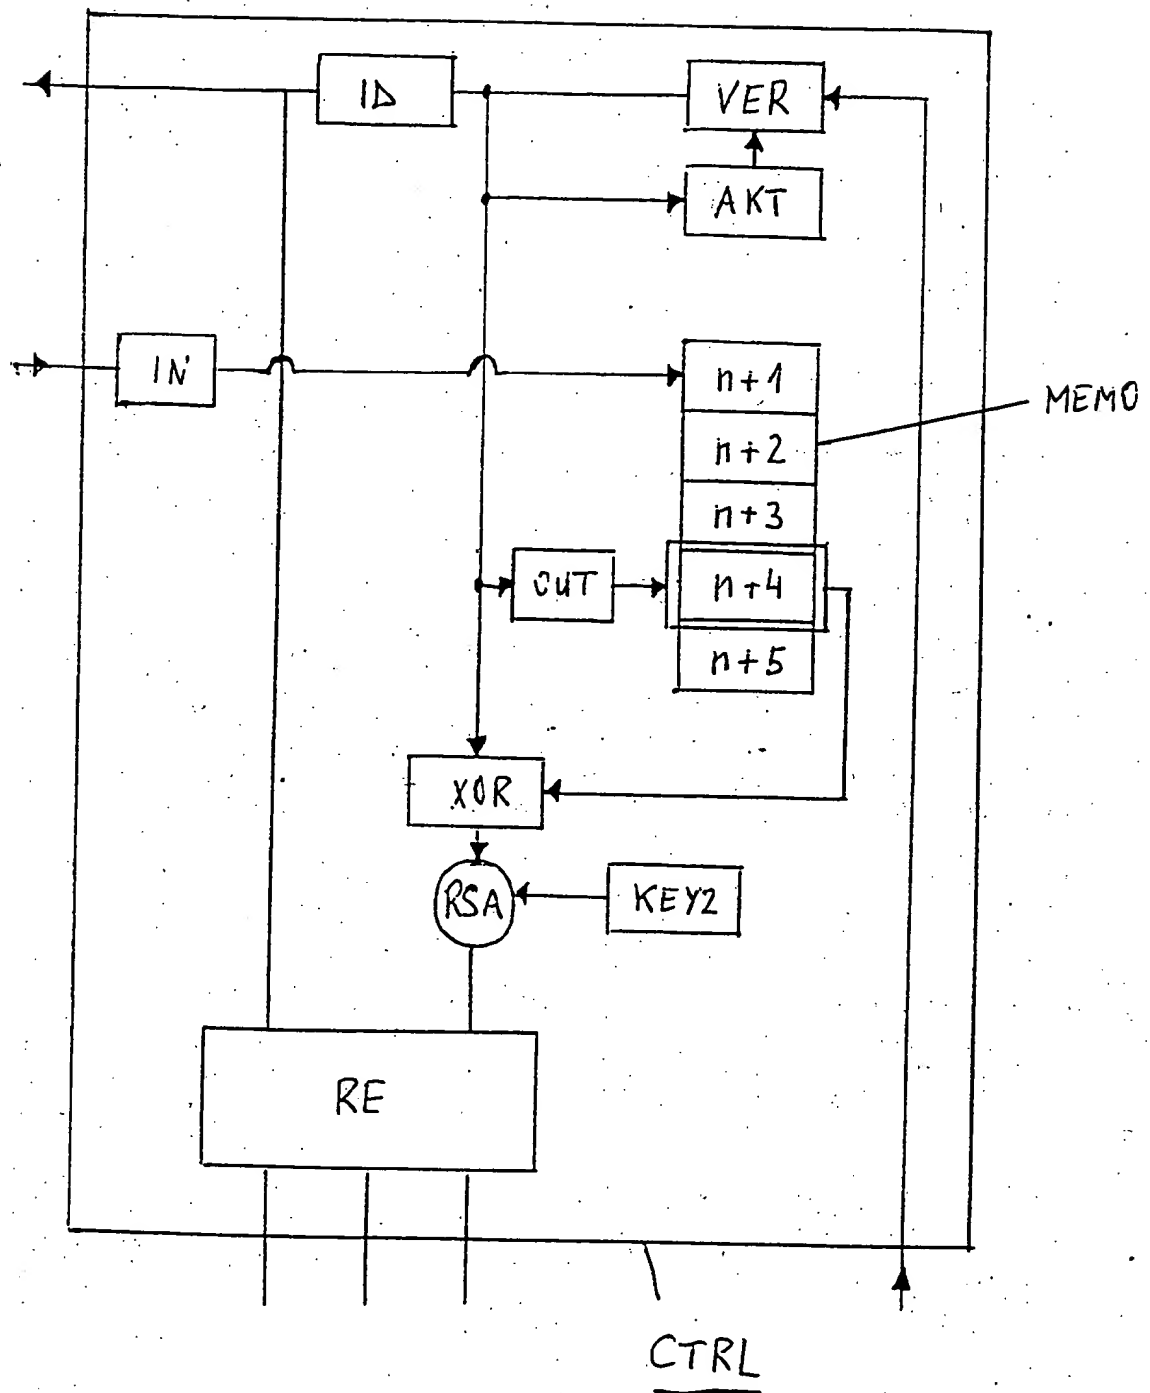 ID
VER
AKT
IN
n+1
MEMO
n+2
n+3
OUT
n+4
n+5
XOR
RSA
KEY2
RE
CTRL